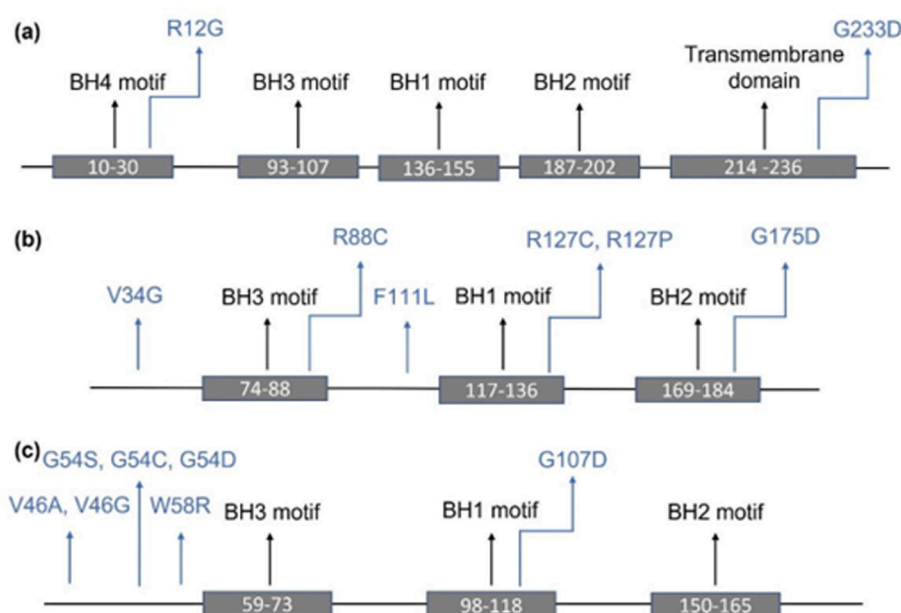 (a)
R12G
G233D
BH4 motif
BH3 motif
BH1 motif
BH2 motif
Transmembrane
domain
10-30
93-107
136-155
187-202
214 -236
(b)
R88C
R127C, R127P
G175D
V34G
BH3 motif
F111L
BH1 motif
BH2 motif
74-88
117-136
169-184
(c)
G54S, G54C, G54D
G107D
V46A, V46G
W58R
BH3 motif
BH1 motif
BH2 motif
59-73
98-118
150-165